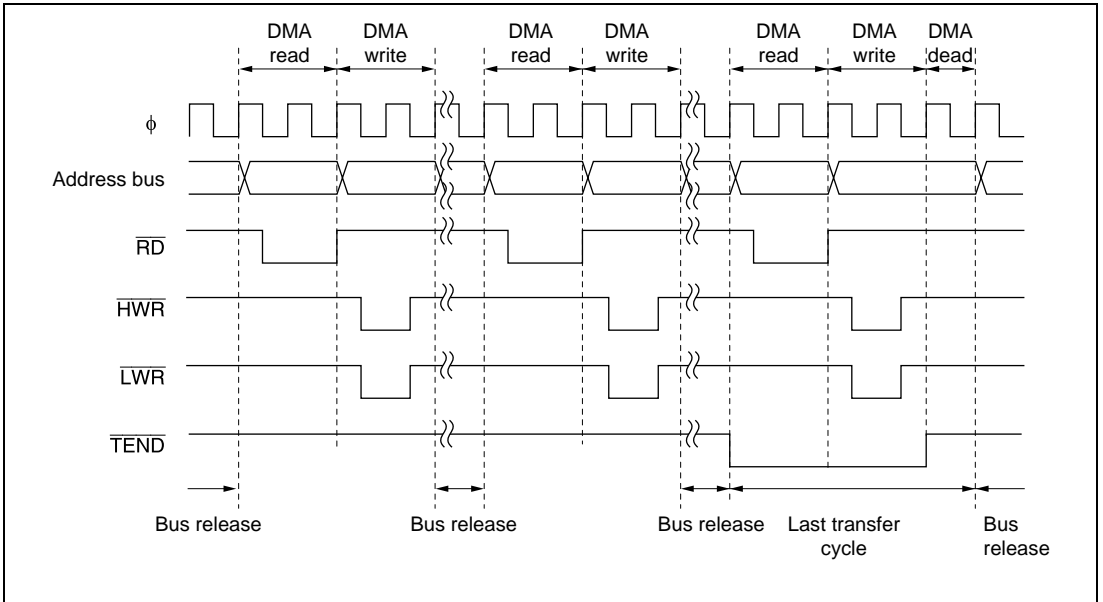 DMA read
DMA write
DMA read
DMA write
DMA read
DMA write
DMA dead
φ
Address bus
RD
HWR
LWR
TEND
Bus release
Bus release
Bus release
Last transfer cycle
Bus release